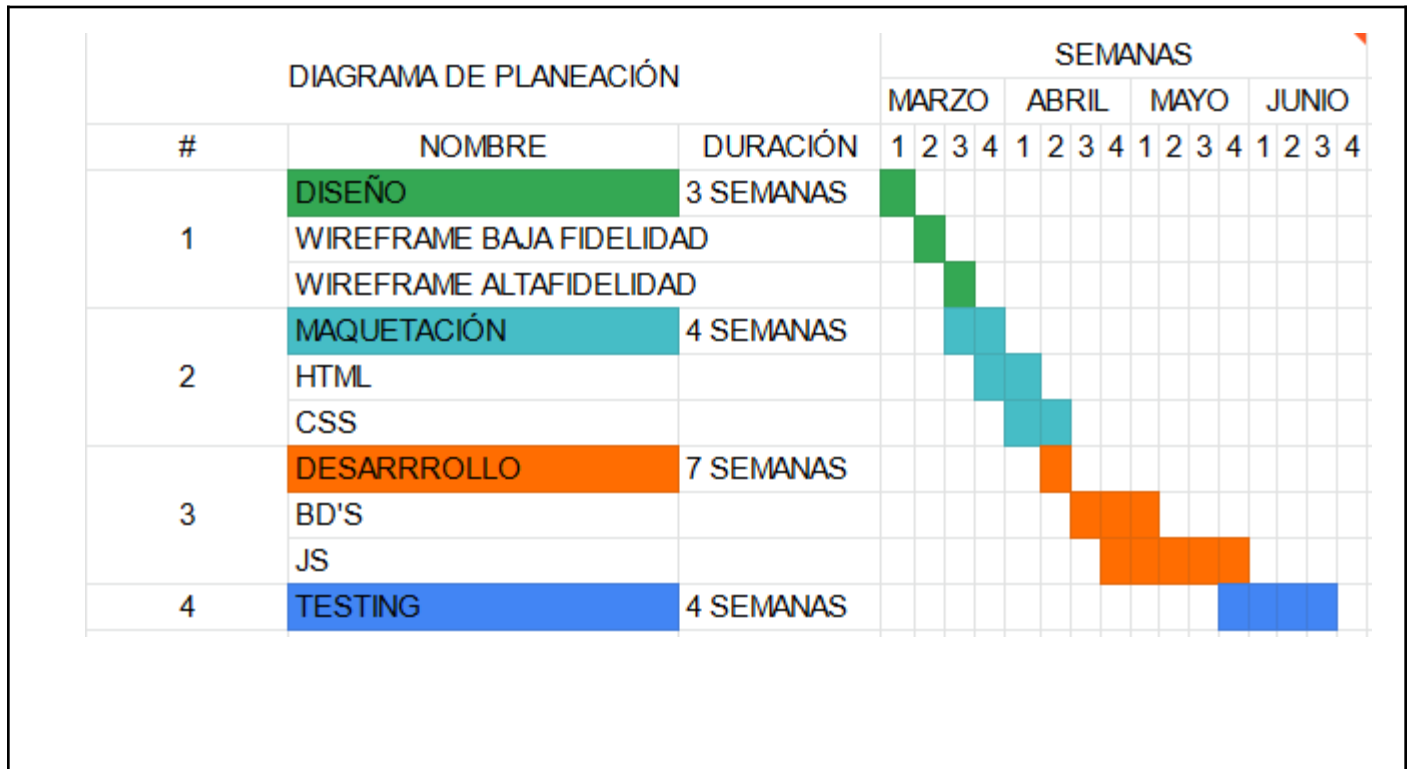 DIAGRAMA DE PLANEACIÓN
SEMANAS
MARZO ABRIL MAYO JUNIO
# NOMBRE DURACIÓN 1 2 3 4 1 2 3 4 1 2 3 4 1 2 3 4
1
DISEÑO 3 SEMANAS
WIREFRAME BAJA FIDELIDAD
WIREFRAME ALTAFIDELIDAD
2
MAQUETACIÓN 4 SEMANAS
HTML
CSS
3
DESARRROLLO 7 SEMANAS
BD'S
JS
4 TESTING 4 SEMANAS